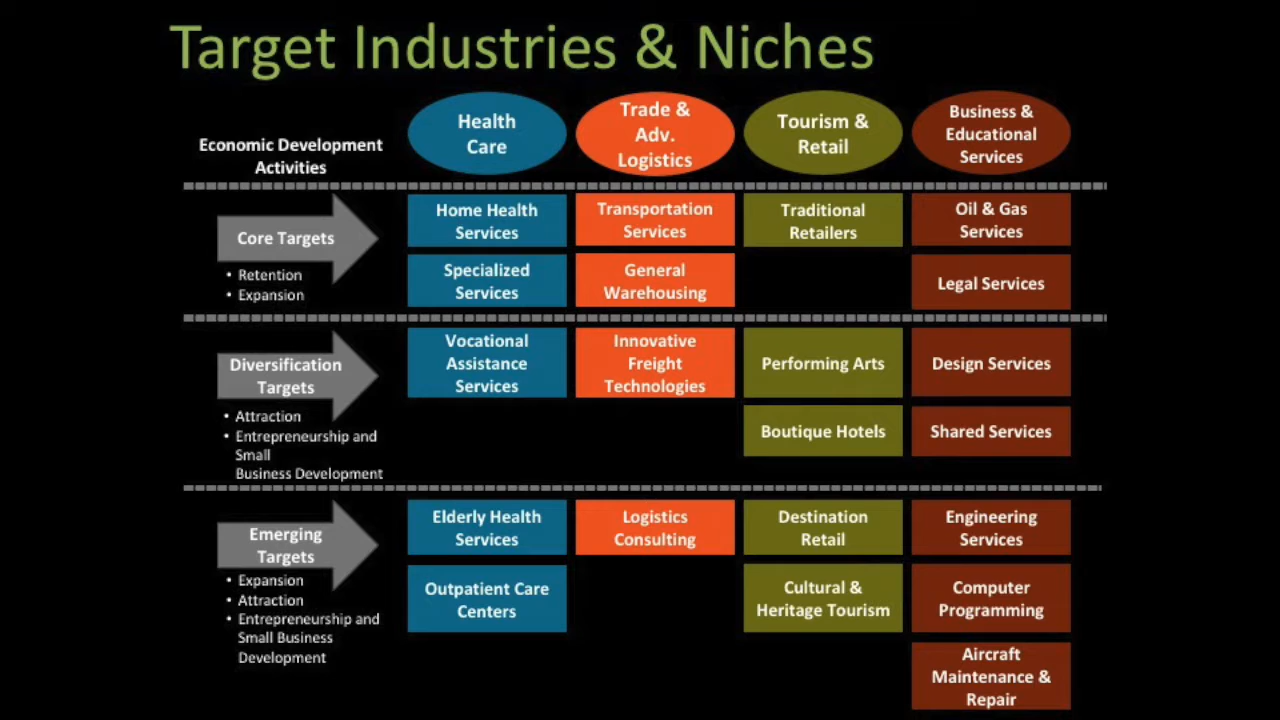 Target Industries & Niches
Economic Development
Activities
Health
Care
Trade &
Adv.
Logistics
Tourism &
Retail
Business &
Educational
Services
Core Targets
• Retention
• Expansion
Home Health
Services
Transportation
Services
Traditional
Retailers
Oil & Gas
Services
Specialized
Services
General
Warehousing
Legal Services
Diversification
Targets
• Attraction
• Entrepreneurship and
Small
Business Development
Vocational
Assistance
Services
Innovative
Freight
Technologies
Performing Arts
Design Services
Boutique Hotels
Shared Services
Emerging
Targets
• Expansion
• Attraction
• Entrepreneurship and
Small Business
Development
Elderly Health
Services
Logistics
Consulting
Destination
Retail
Engineering
Services
Outpatient Care
Centers
Cultural &
Heritage Tourism
Computer
Programming
Aircraft
Maintenance &
Repair